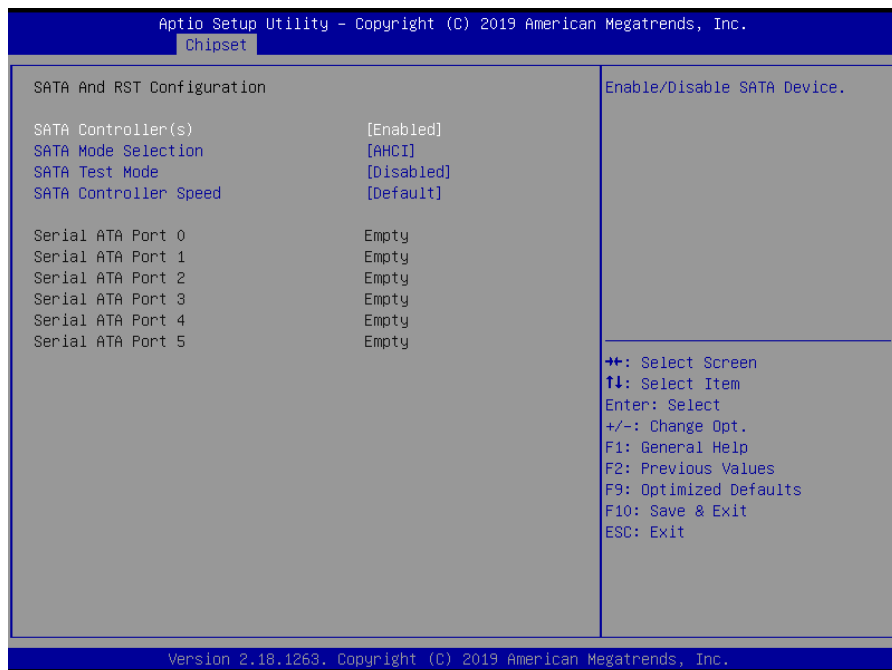 Aptio Setup Utility – Copyright (C) 2019 American Megatrends, Inc.
Chipset
SATA And RST Configuration
SATA Controller(s) [Enabled]
SATA Mode Selection [AHCI]
SATA Test Mode [Disabled]
SATA Controller Speed [Default]
Serial ATA Port 0 Empty
Serial ATA Port 1 Empty
Serial ATA Port 2 Empty
Serial ATA Port 3 Empty
Serial ATA Port 4 Empty
Serial ATA Port 5 Empty
Enable/Disable SATA Device.
→←: Select Screen
↑↓: Select Item
Enter: Select
+/-: Change Opt.
F1: General Help
F2: Previous Values
F9: Optimized Defaults
F10: Save & Exit
ESC: Exit
Version 2.18.1263. Copyright (C) 2019 American Megatrends, Inc.